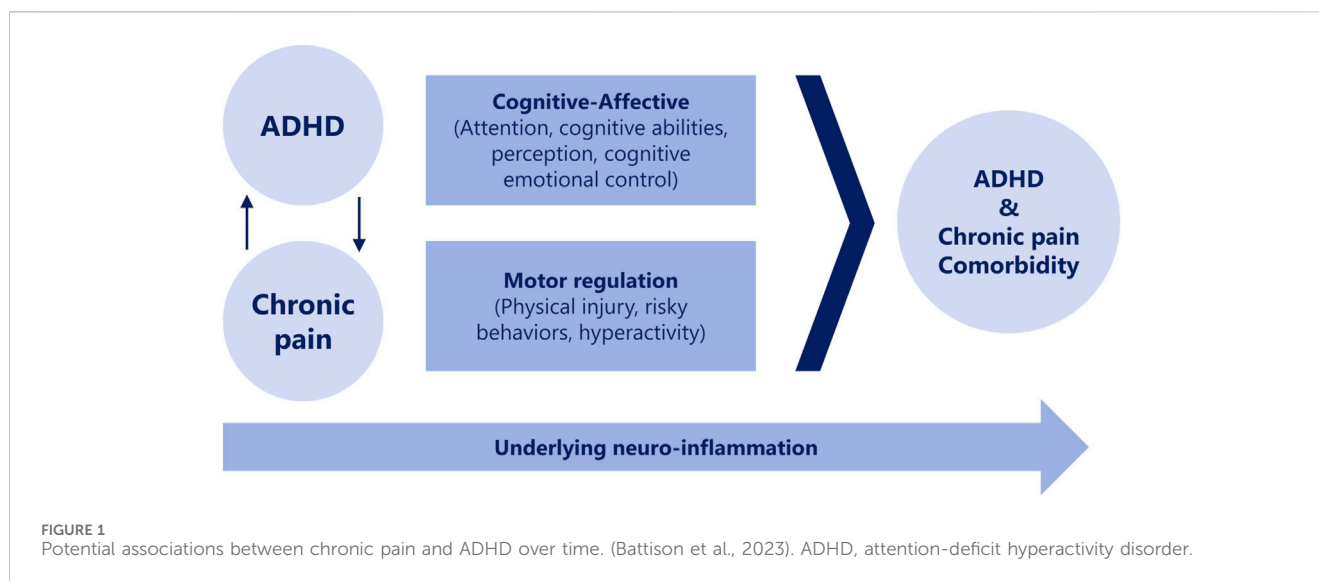 ADHD
Chronic
pain
Cognitive-Affective
(Attention, cognitive abilities,
perception, cognitive
emotional control)
Motor regulation
(Physical injury, risky
behaviors, hyperactivity)
ADHD
&
Chronic pain
Comorbidity
Underlying neuro-inflammation
FIGURE 1
Potential associations between chronic pain and ADHD over time. (Battison et al., 2023). ADHD, attention-deficit hyperactivity disorder.